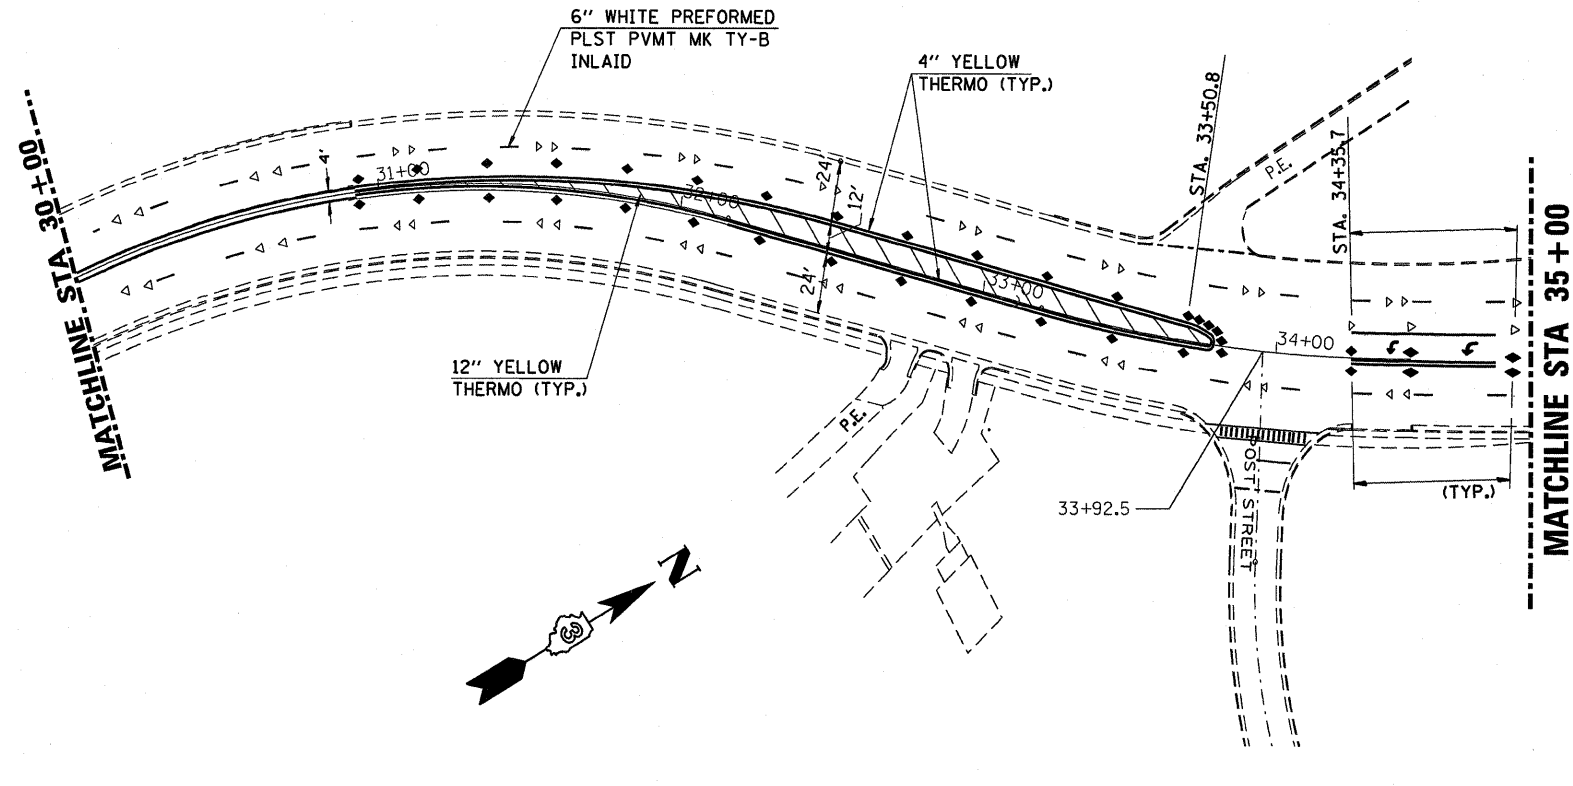 6" WHITE PREFORMED
PLST PVMT MK TY-B
INLAID
4" YELLOW
THERMO (TYP.)
STA. 33+50.8
STA. 34+35.7
P.E.
MATCHLINE STA 30+00
4'
31+00
32+00
24'
12'
24'
33+00
34+00
12" YELLOW
THERMO (TYP.)
P.E.
33+92.5
POST STREET
(TYP.)
MATCHLINE STA 35+00
N
3